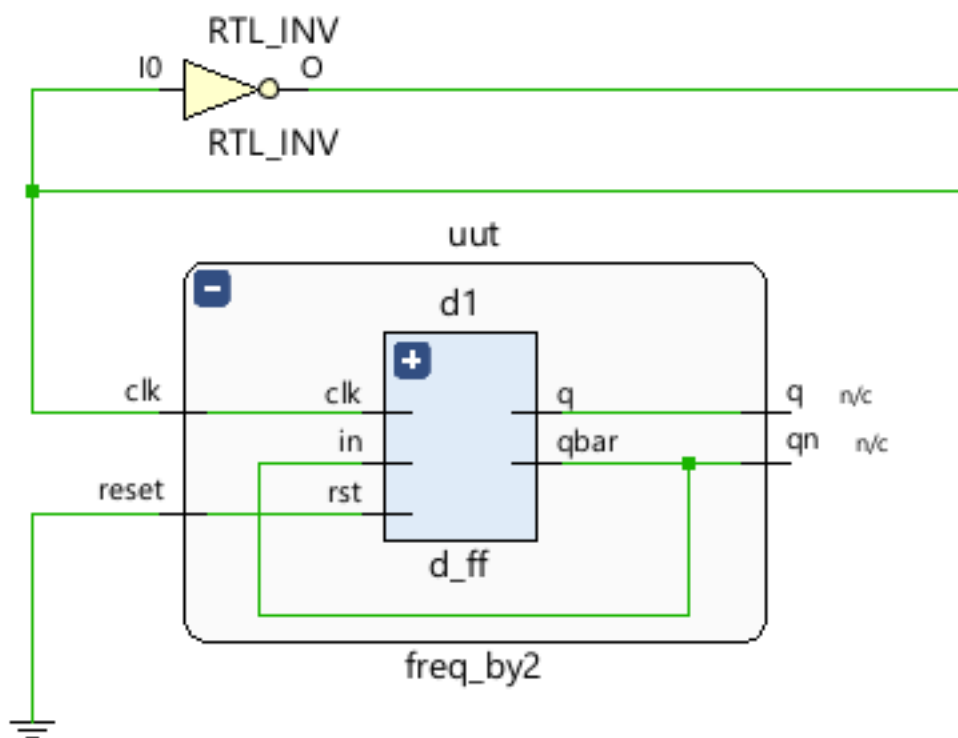 RTL_INV
I0 O
RTL_INV
uut
d1
clk clk q q n/c
in qbar qn n/c
reset rst
d_ff
freq_by2